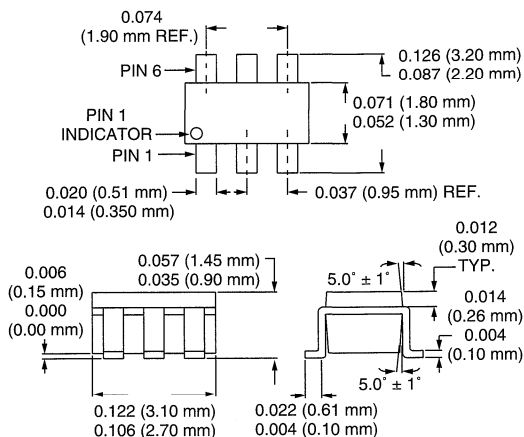 0.074
(1.90 mm REF.)
PIN 6
0.126 (3.20 mm)
0.087 (2.20 mm)
0.071 (1.80 mm)
0.052 (1.30 mm)
PIN 1
INDICATOR
PIN 1
0.020 (0.51 mm)
0.014 (0.350 mm)
0.037 (0.95 mm) REF.
0.012
(0.30 mm)
TYP.
0.057 (1.45 mm)
0.035 (0.90 mm)
5.0° ± 1°
0.006
(0.15 mm)
0.000
(0.00 mm)
0.014
(0.26 mm)
0.004
(0.10 mm)
5.0° ± 1°
0.122 (3.10 mm)
0.106 (2.70 mm)
0.022 (0.61 mm)
0.004 (0.10 mm)